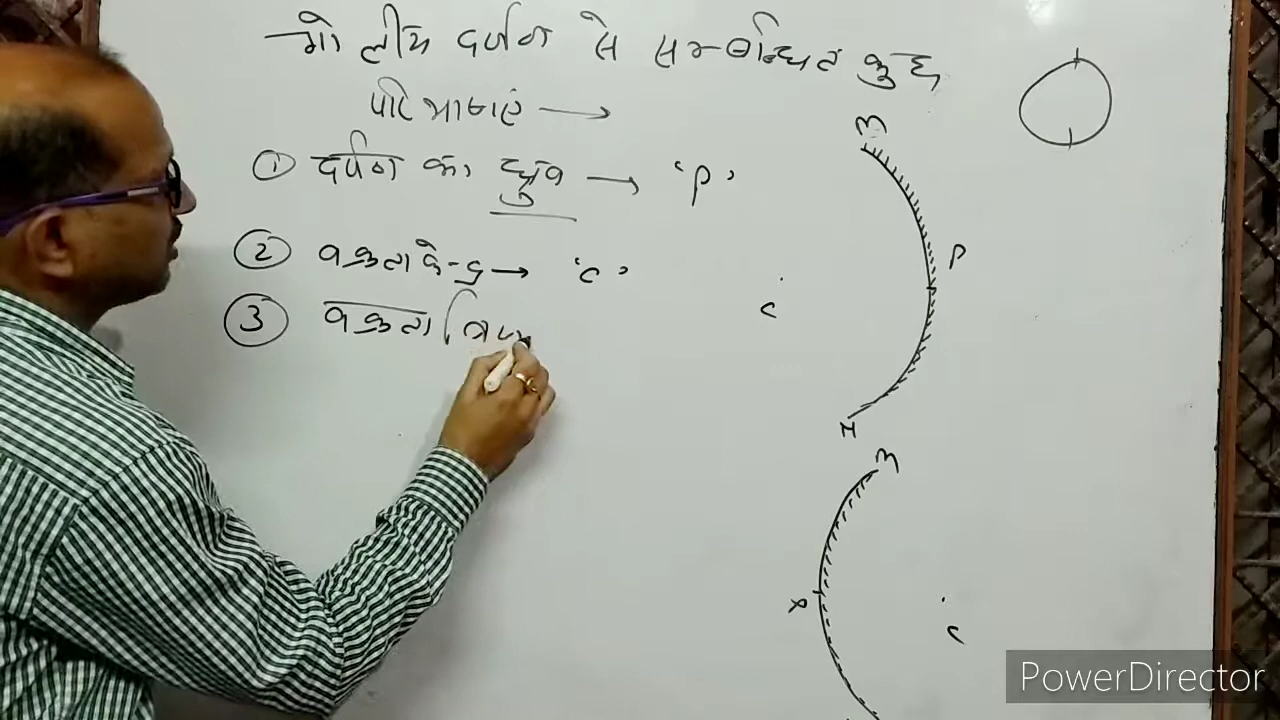 गोलीय दर्पण से सम्बन्धित कुछ
परिभाषाएं →
① दर्पण का ध्रुव → 'P'
② वक्रता केन्द्र → 'C'
③ वक्रता त्रिज्य
M
P
C
N
M
P
C
PowerDirector